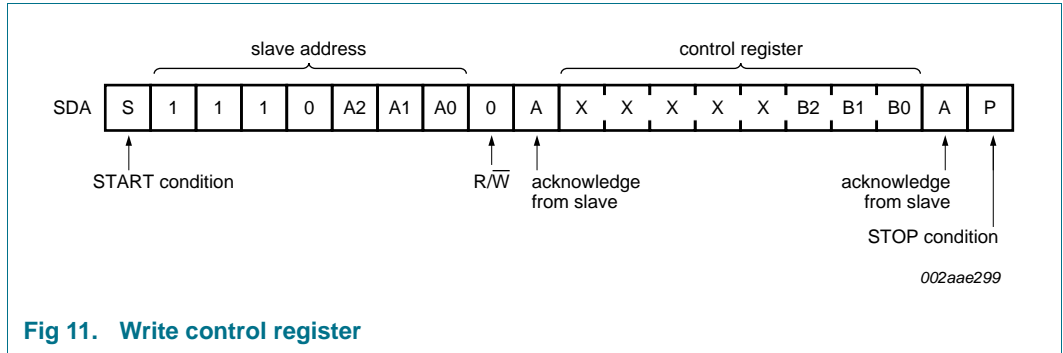 slave address control register
SDA S 1 1 1 0 A2 A1 A0 0 A X X X X X B2 B1 B0 A P
START condition R/W̅ acknowledge from slave acknowledge from slave
STOP condition
002aae299
Fig 11. Write control register